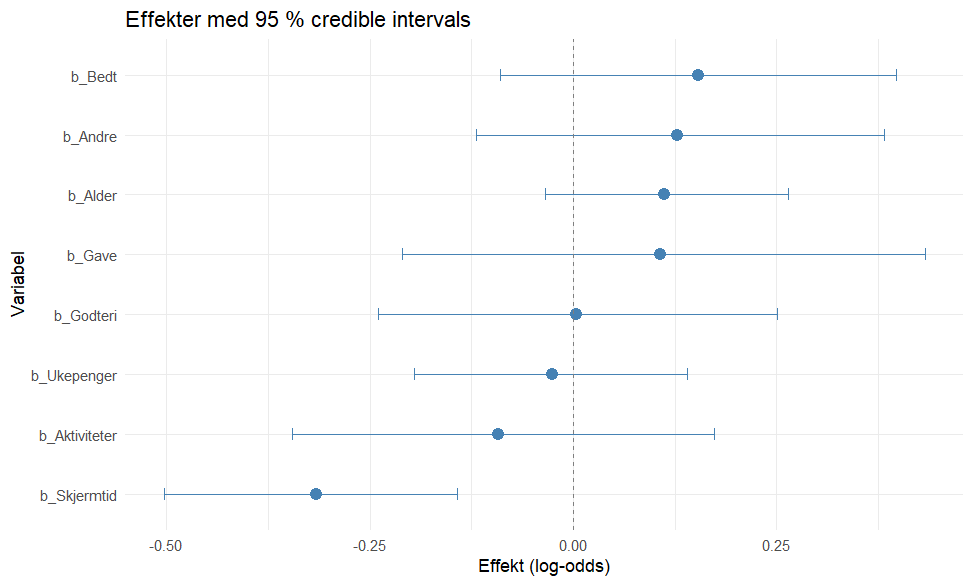 Effekter med 95 % credible intervals
Variabel
b_Bedt
b_Andre
b_Alder
b_Gave
b_Godteri
b_Ukepenger
b_Aktiviteter
b_Skjermtid
-0.50 -0.25 0.00 0.25
Effekt (log-odds)